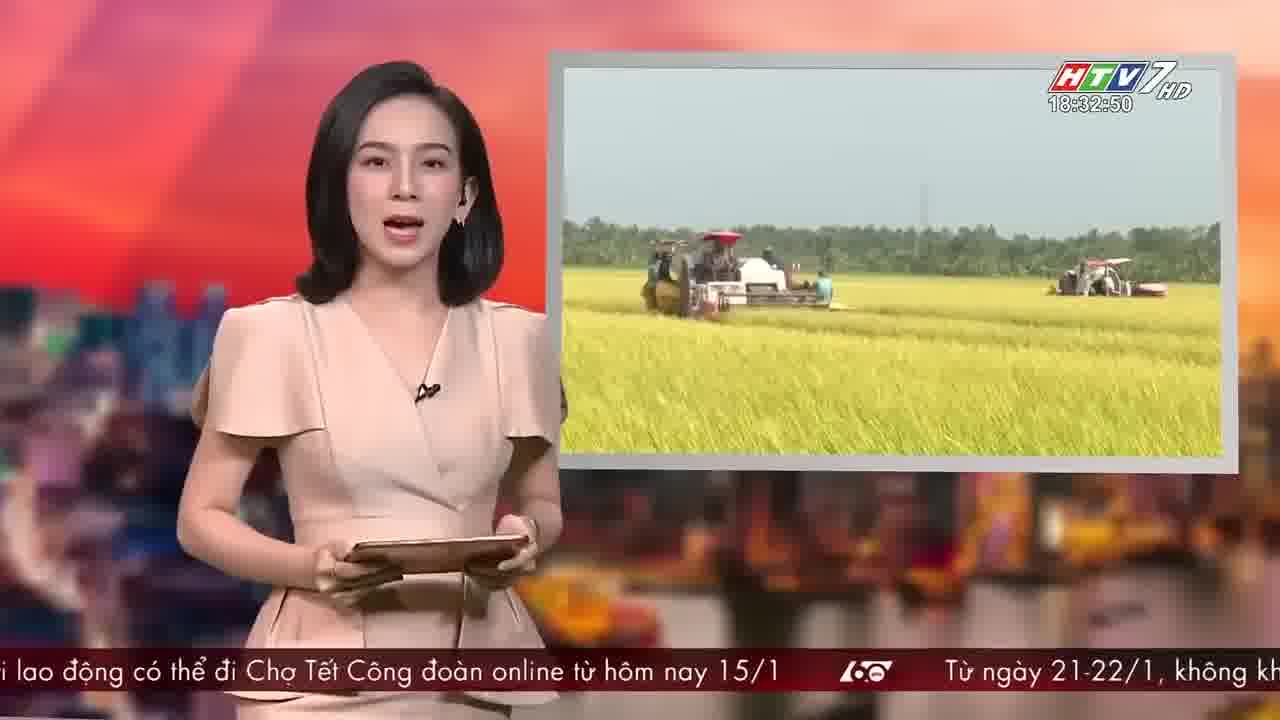 HTV7 HD
18:32:50
lao động có thể đi Chợ Tết Công đoàn online từ hôm nay 15/1 60 Từ ngày 21-22/1, không